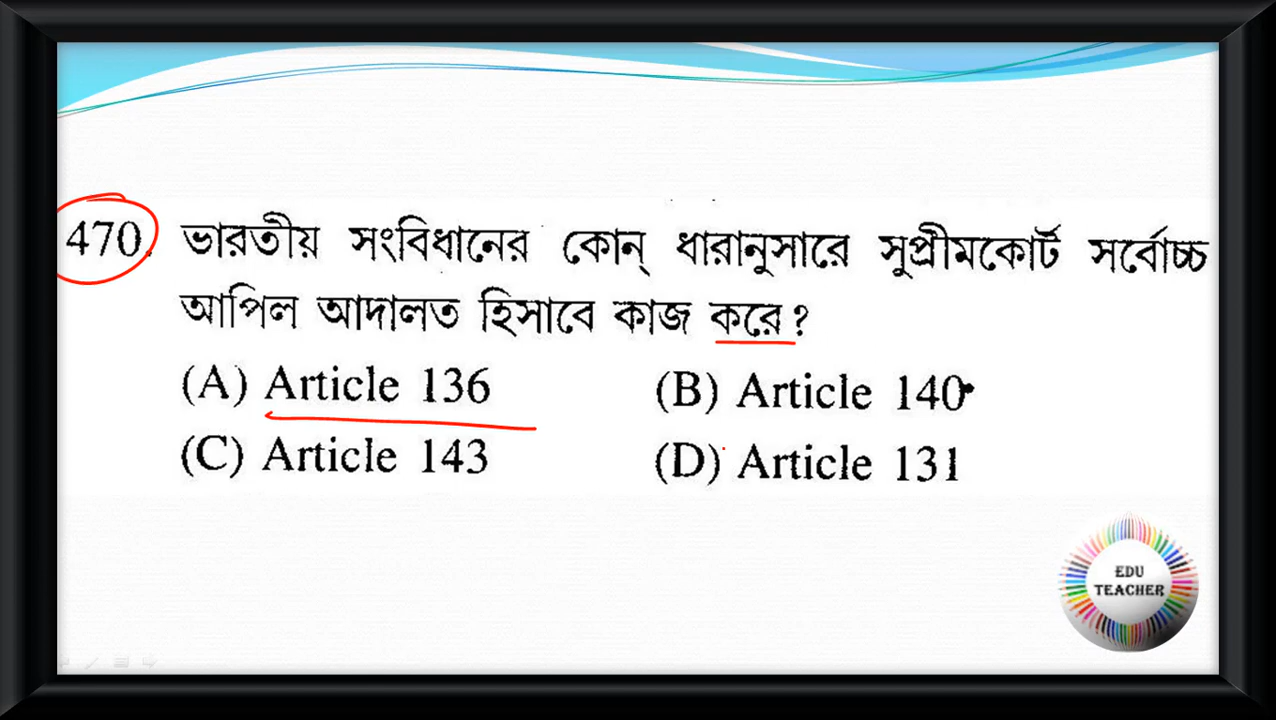 470. ভারতীয় সংবিধানের কোন্ ধারানুসারে সুপ্রীমকোর্ট সর্বোচ্চ
আপিল আদালত হিসাবে কাজ করে?
(A) Article 136 (B) Article 140
(C) Article 143 (D) Article 131
EDU
TEACHER